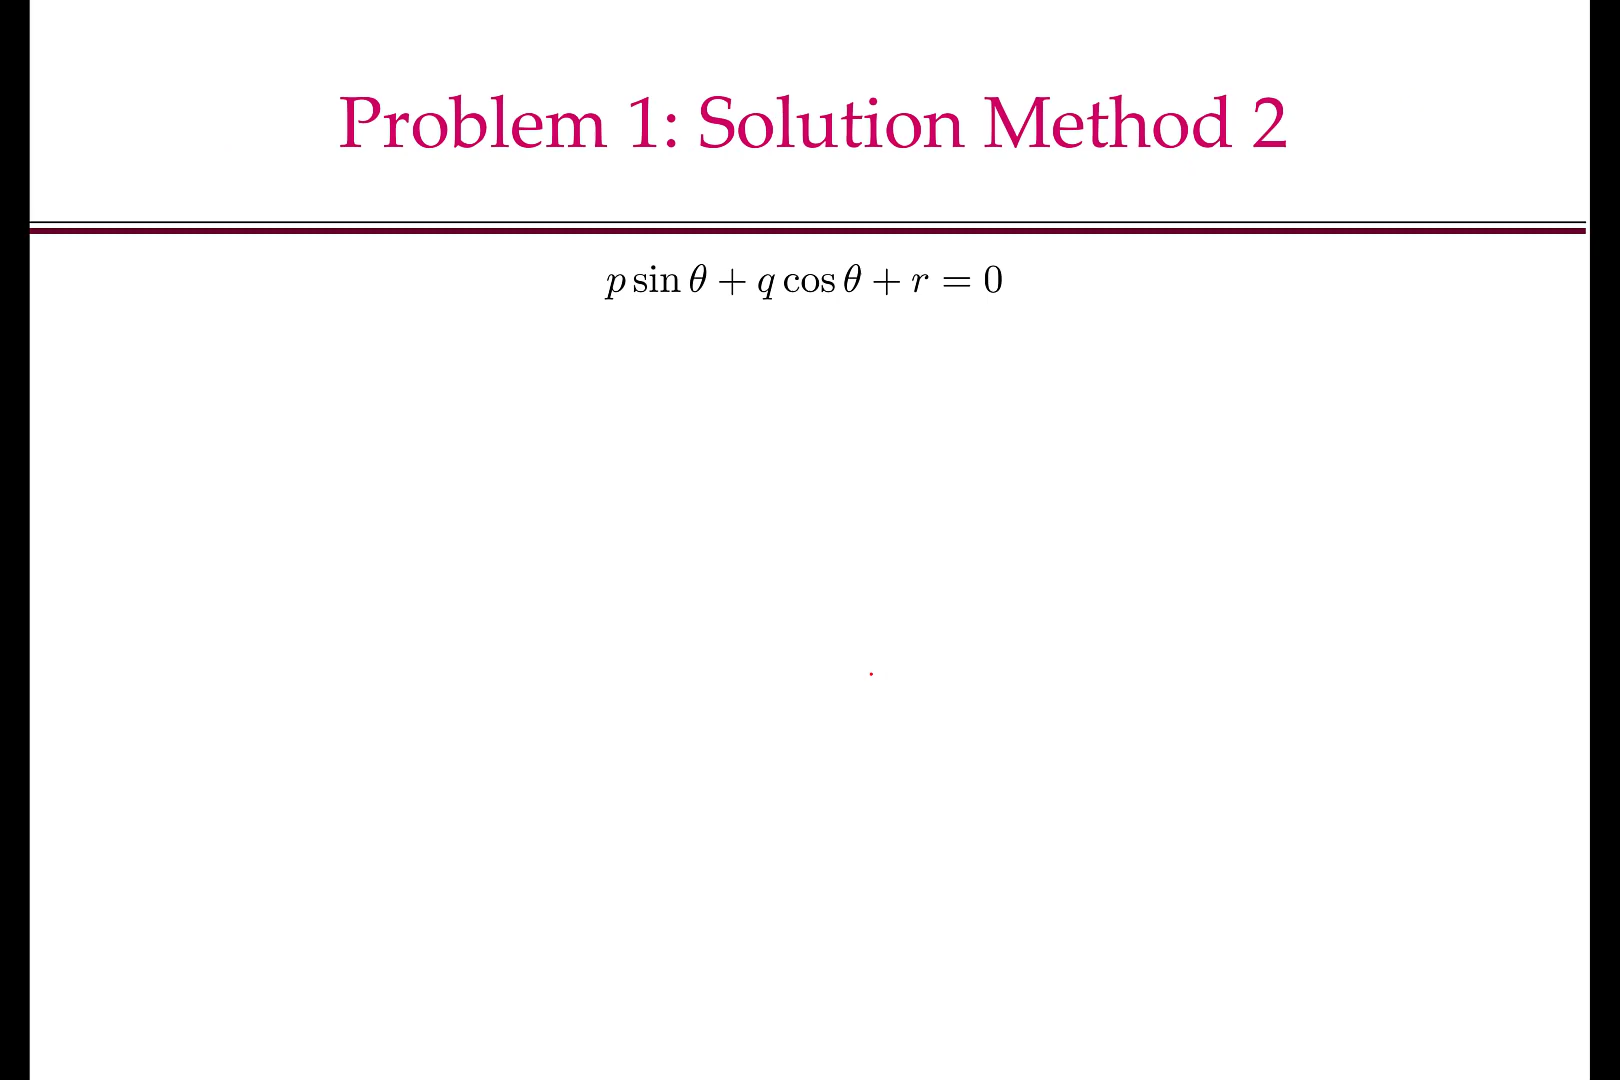 Problem 1: Solution Method 2
p sin θ + q cos θ + r = 0